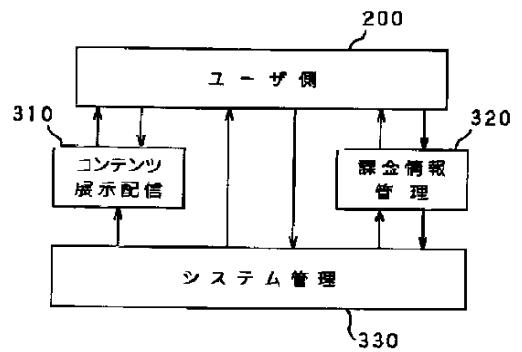 200
ユーザ側
310
コンテンツ
展示配信
320
課金情報
管理
システム管理
330